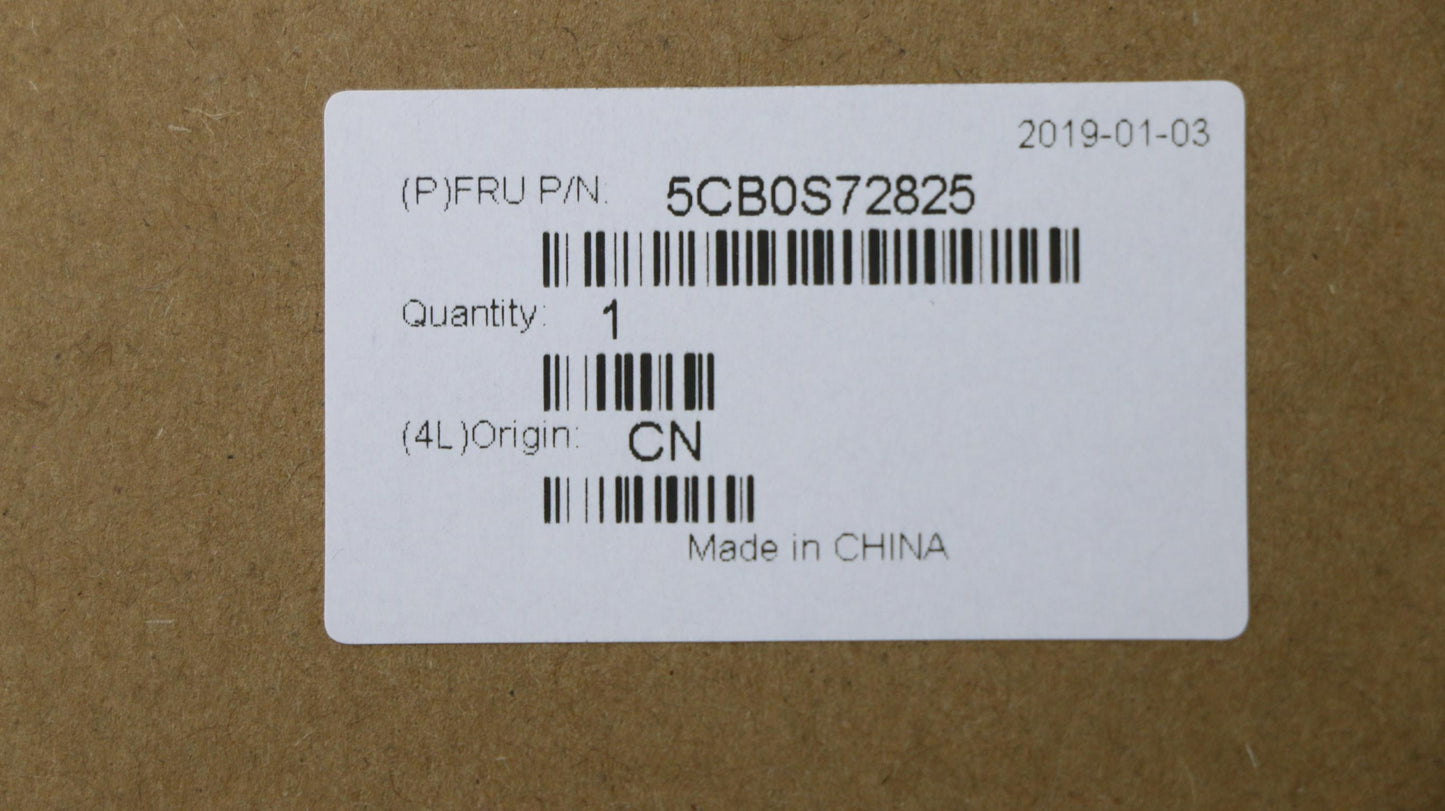 2019-01-03
(P)FRU P/N: 5CB0S72825
Quantity: 1
(4L)Origin: CN
Made in CHINA